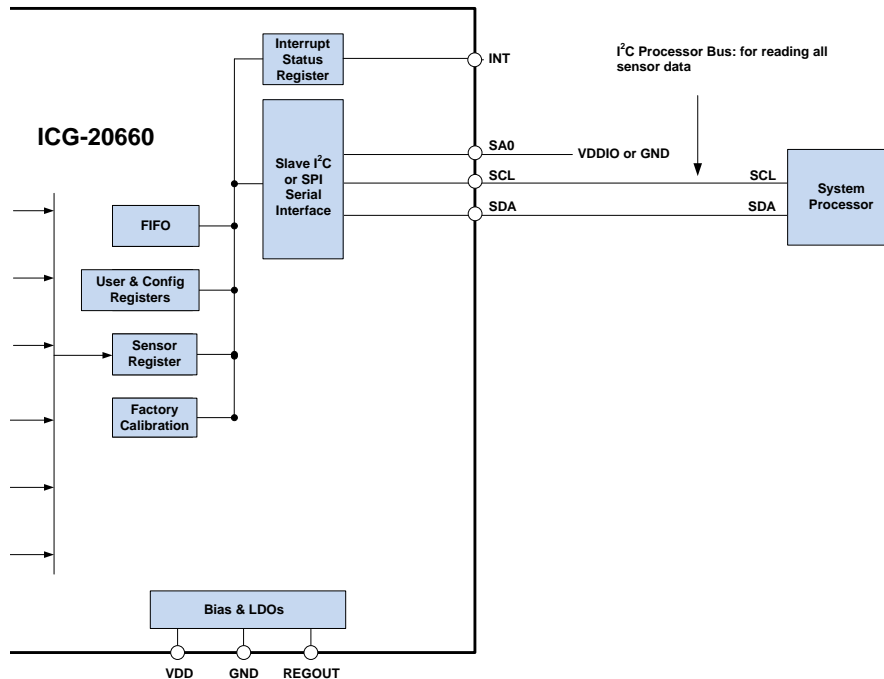 Interrupt
Status
Register
INT
I²C Processor Bus: for reading all
sensor data
ICG-20660
Slave I²C
or SPI
Serial
Interface
SA0
VDDIO or GND
SCL
SCL
SDA
SDA
System
Processor
FIFO
User & Config
Registers
Sensor
Register
Factory
Calibration
Bias & LDOs
VDD
GND
REGOUT